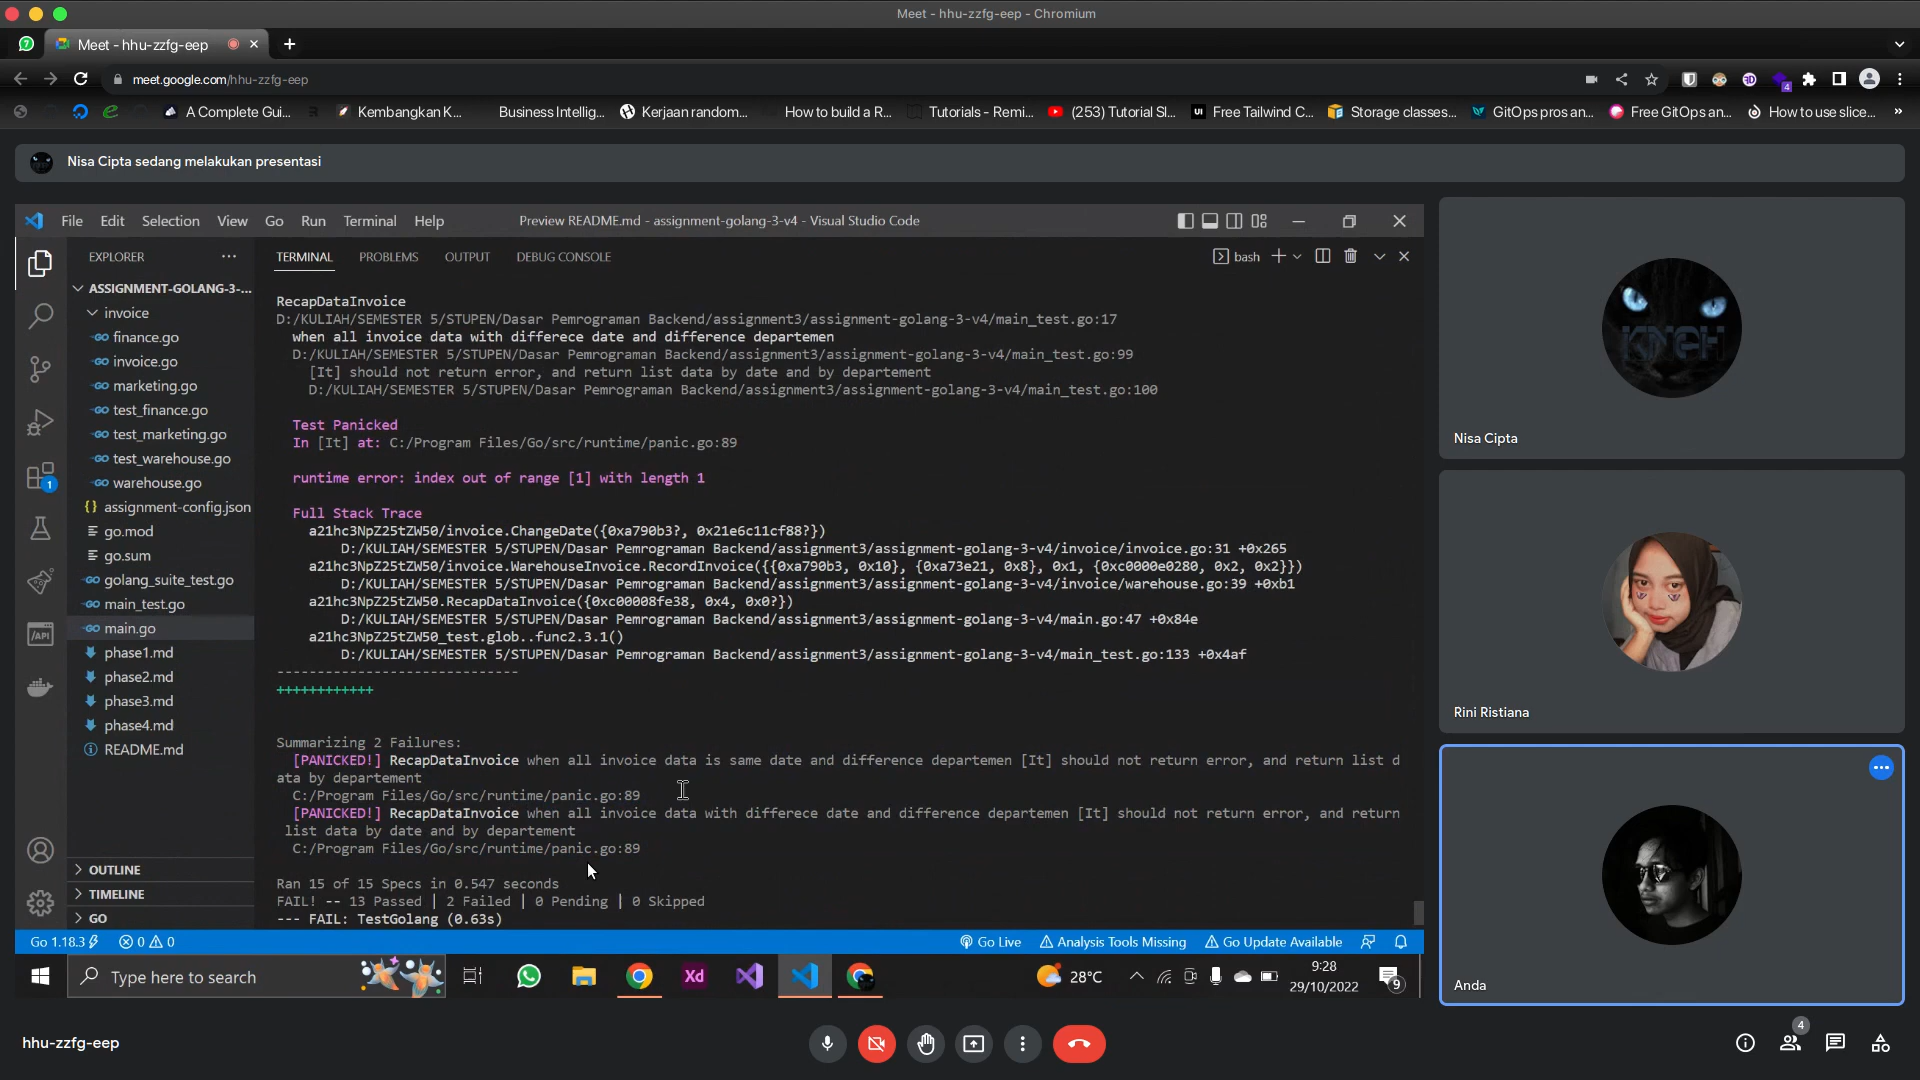 Meet - hhu-zzfg-eep - Chromium
Meet - hhu-zzfg-eep
meet.google.com/hhu-zzfg-eep
4
A Complete Gui...
Kembangkan K...
Business Intellig...
Kerjaan random...
How to build a R...
Tutorials - Remi...
(253) Tutorial Sl...
Free Tailwind C...
Storage classes...
GitOps pros an...
Free GitOps an...
How to use slice...
»
Nisa Cipta sedang melakukan presentasi
File Edit Selection View Go Run Terminal Help
Preview README.md - assignment-golang-3-v4 - Visual Studio Code
EXPLORER
ASSIGNMENT-GOLANG-3-...
invoice
finance.go
invoice.go
marketing.go
test_finance.go
test_marketing.go
test_warehouse.go
warehouse.go
assignment-config.json
go.mod
go.sum
golang_suite_test.go
main_test.go
main.go
phase1.md
phase2.md
phase3.md
phase4.md
README.md
OUTLINE
TIMELINE
GO
1
/API
TERMINAL PROBLEMS OUTPUT DEBUG CONSOLE
bash
RecapDataInvoice
D:/KULIAH/SEMESTER 5/STUPEN/Dasar Pemrograman Backend/assignment3/assignment-golang-3-v4/main_test.go:17
when all invoice data with differece date and difference departemen
D:/KULIAH/SEMESTER 5/STUPEN/Dasar Pemrograman Backend/assignment3/assignment-golang-3-v4/main_test.go:99
[It] should not return error, and return list data by date and by departement
D:/KULIAH/SEMESTER 5/STUPEN/Dasar Pemrograman Backend/assignment3/assignment-golang-3-v4/main_test.go:100
Test Panicked
In [It] at: C:/Program Files/Go/src/runtime/panic.go:89
runtime error: index out of range [1] with length 1
Full Stack Trace
a21hc3NpZ25tZW50/invoice.ChangeDate({0xa790b3?, 0x21e6c11cf88?})
D:/KULIAH/SEMESTER 5/STUPEN/Dasar Pemrograman Backend/assignment3/assignment-golang-3-v4/invoice/invoice.go:31 +0x265
a21hc3NpZ25tZW50/invoice.WarehouseInvoice.RecordInvoice({{0xa790b3, 0x10}, {0xa73e21, 0x8}, 0x1, {0xc0000e0280, 0x2, 0x2}})
D:/KULIAH/SEMESTER 5/STUPEN/Dasar Pemrograman Backend/assignment3/assignment-golang-3-v4/invoice/warehouse.go:39 +0xb1
a21hc3NpZ25tZW50.RecapDataInvoice({0xc00008fe38, 0x4, 0x0?})
D:/KULIAH/SEMESTER 5/STUPEN/Dasar Pemrograman Backend/assignment3/assignment-golang-3-v4/main.go:47 +0x84e
a21hc3NpZ25tZW50_test.glob..func2.3.1()
D:/KULIAH/SEMESTER 5/STUPEN/Dasar Pemrograman Backend/assignment3/assignment-golang-3-v4/main_test.go:133 +0x4af
------------------------------
++++++++++++
Summarizing 2 Failures:
[PANICKED!] RecapDataInvoice when all invoice data is same date and difference departemen [It] should not return error, and return list d
ata by departement
C:/Program Files/Go/src/runtime/panic.go:89
[PANICKED!] RecapDataInvoice when all invoice data with differece date and difference departemen [It] should not return error, and return
list data by date and by departement
C:/Program Files/Go/src/runtime/panic.go:89
Ran 15 of 15 Specs in 0.547 seconds
FAIL! -- 13 Passed | 2 Failed | 0 Pending | 0 Skipped
--- FAIL: TestGolang (0.63s)
Go 1.18.3
0 0
Go Live
Analysis Tools Missing
Go Update Available
Type here to search
Xd
28°C
9:28
29/10/2022
9
KNGH
Nisa Cipta
Rini Ristiana
Anda
hhu-zzfg-eep
4